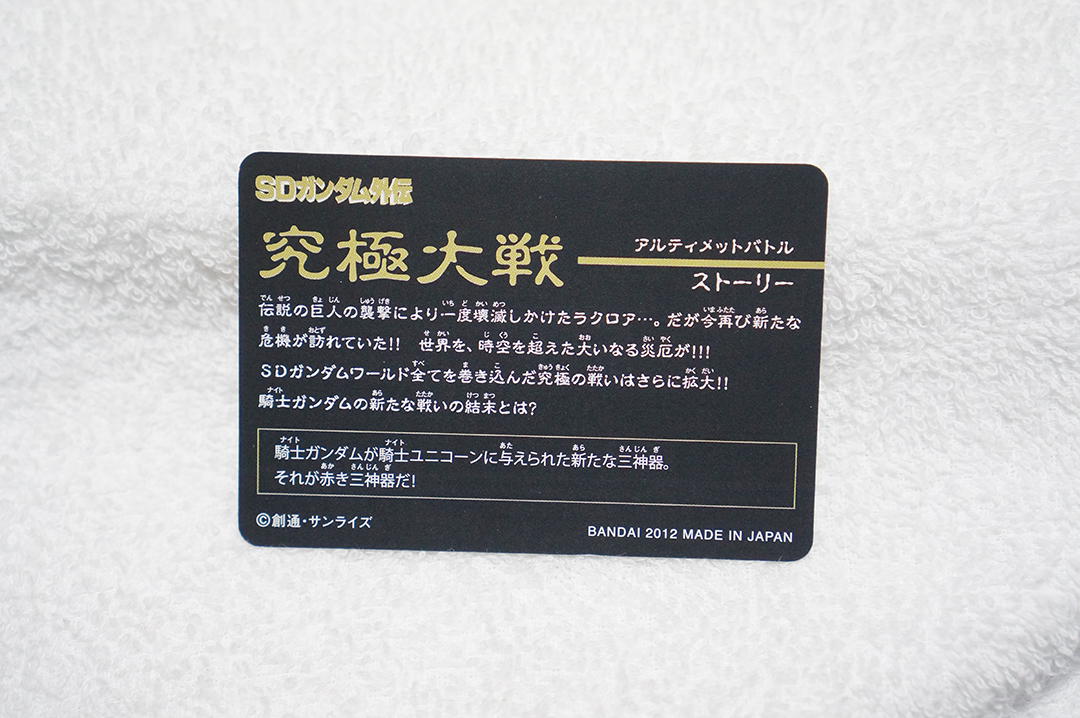 SDガンダム外伝
究極大戦
アルティメットバトル
ストーリー
伝説の巨人の襲撃により一度壊滅しかけたラクロア…。だが今再び新たな
危機が訪れていた!! 世界を、時空を超えた大いなる災厄が!!!
SDガンダムワールド全てを巻き込んだ究極の戦いはさらに拡大!!
騎士ガンダムの新たな戦いの結末とは?
騎士ガンダムが騎士ユニコーンに与えられた新たな三神器。
それが赤き三神器だ!
©創通・サンライズ
BANDAI 2012 MADE IN JAPAN